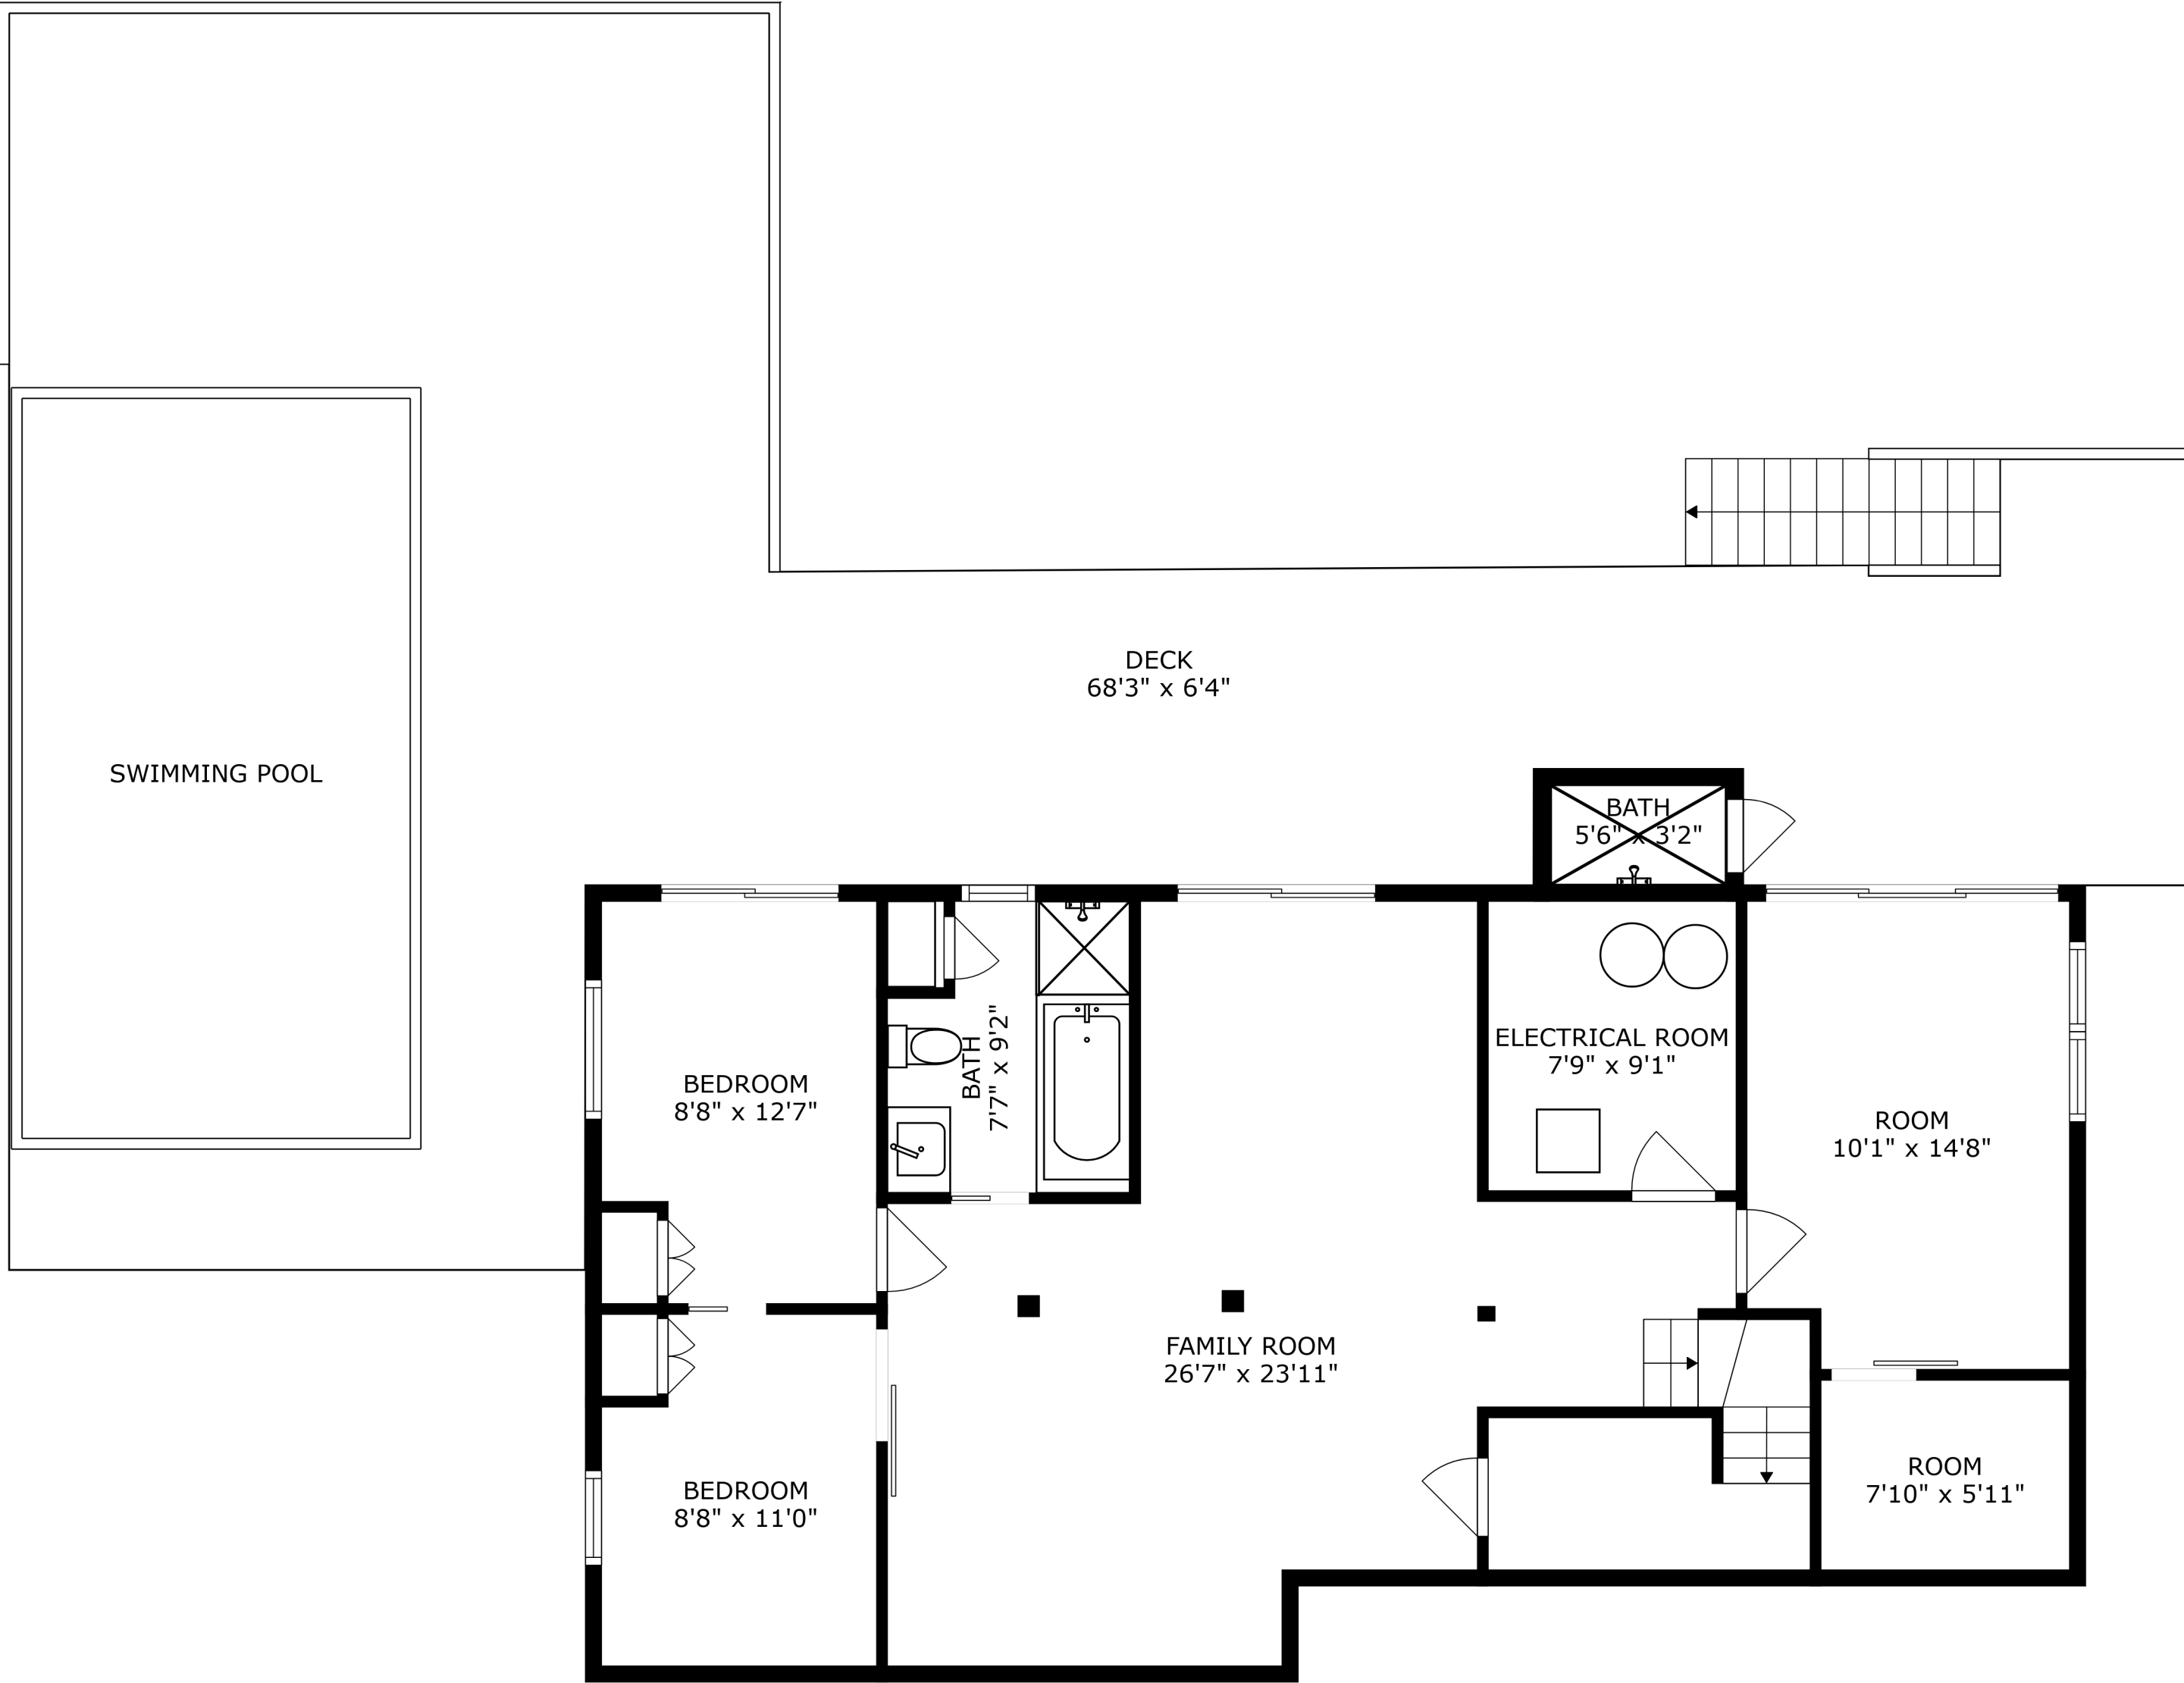 DECK
68'3" x 6'4"
SWIMMING POOL
BATH
5'6" x 3'2"
BEDROOM
8'8" x 12'7"
BATH
7'7" x 9'2"
ELECTRICAL ROOM
7'9" x 9'1"
ROOM
10'1" x 14'8"
FAMILY ROOM
26'7" x 23'11"
BEDROOM
8'8" x 11'0"
ROOM
7'10" x 5'11"